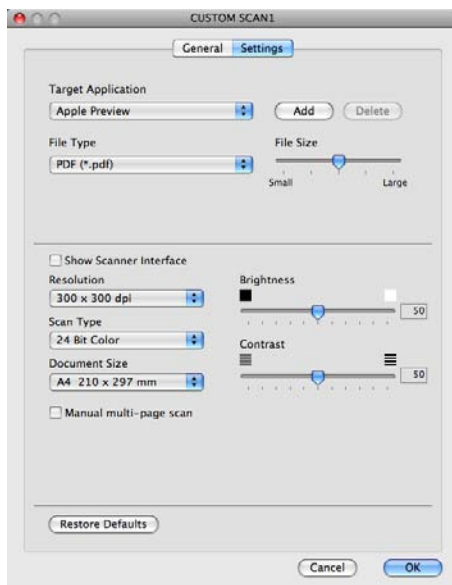 CUSTOM SCAN1
General Settings
Target Application
Apple Preview Add Delete
File Type File Size
PDF (*.pdf)
Small Large
Show Scanner Interface
Resolution Brightness
300 x 300 dpi 50
Scan Type
24 Bit Color Contrast
Document Size
A4 210 x 297 mm 50
Manual multi-page scan
Restore Defaults
Cancel OK